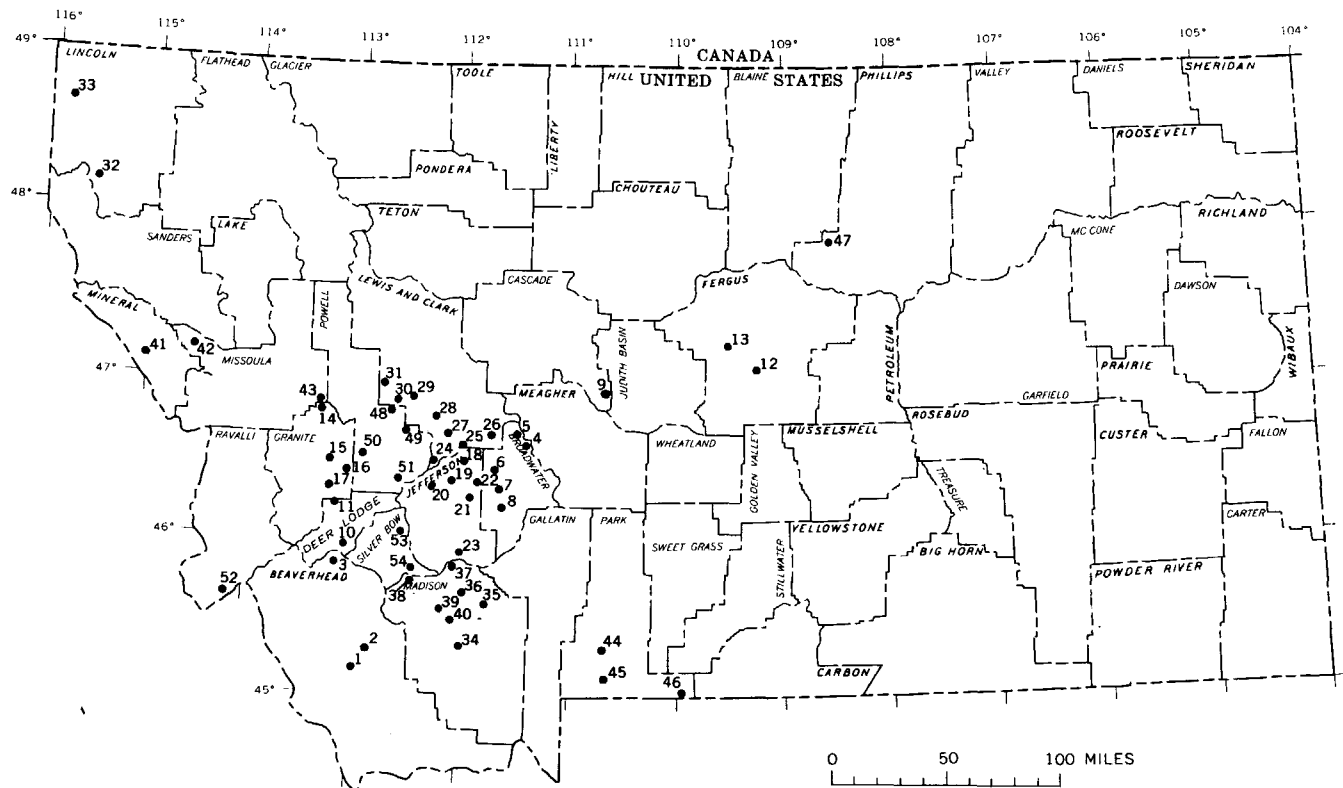 116° 115° 114° 113° 112° 111° 110° 109° 108° 107° 106° 105° 104°
49°
CANADA
UNITED STATES
LINCOLN
FLATHEAD
GLACIER
TOOLE
HILL
BLAINE
PHILLIPS
VALLEY
DANIELS
SHERIDAN
33
LIBERTY
ROOSEVELT
32
PONDERA
CHOUTEAU
48°
TETON
RICHLAND
LAKE
SANDERS
MC CONE
47
LEWIS AND CLARK
CASCADE
FERGUS
DAWSON
MINERAL
POWELL
41
42
MISSOULA
JUDITH BASIN
13
PETROLEUM
WIBAUX
47°
12
PRAIRIE
31
30
29
9
MEAGHER
GARFIELD
43
14
48
28
ROSEBUD
49
27
26
5
RAVALLI
GRANITE
50
25
4
WHEATLAND
MUSSELSHELL
CUSTER
FALLON
15
24
18
BROADWATER
GOLDEN VALLEY
16
51
JEFFERSON
19
6
TREASURE
17
20
22
7
11
21
8
DEER LODGE
GALLATIN
PARK
YELLOWSTONE
CARTER
46°
10
SILVER BOW
53
SWEET GRASS
BIG HORN
3
23
STILLWATER
BEAVERHEAD
54
37
POWDER RIVER
52
38
MADISON
36
39
35
40
2
34
44
1
45
CARBON
45°
46
0 50 100 MILES